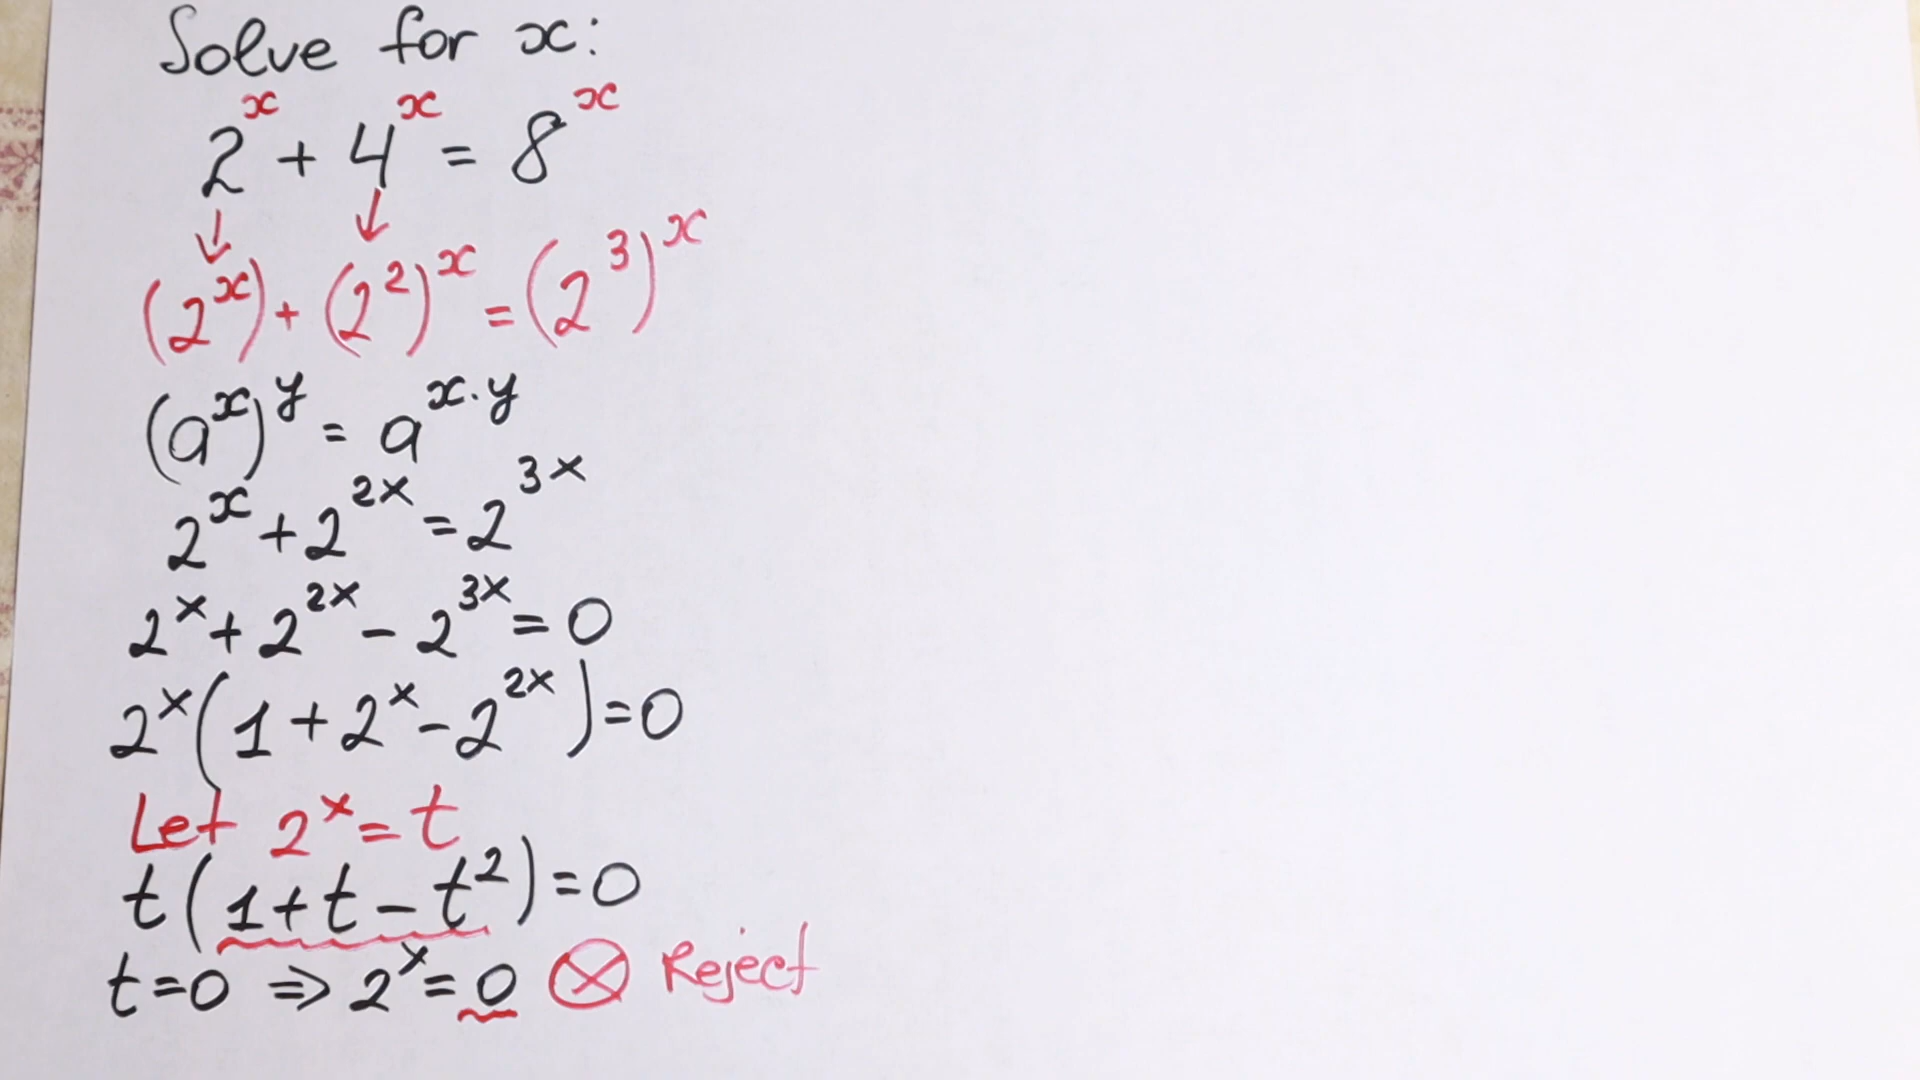 Solve for x:
2^x + 4^x = 8^x
(2^x) + (2^2)^x = (2^3)^x
(a^x)^y = a^{x·y}
2^x + 2^{2x} = 2^{3x}
2^x + 2^{2x} - 2^{3x} = 0
2^x(1 + 2^x - 2^{2x}) = 0
Let 2^x = t
t(1 + t - t^2) = 0
t = 0 ⇒ 2^x = 0 ⊗ Reject